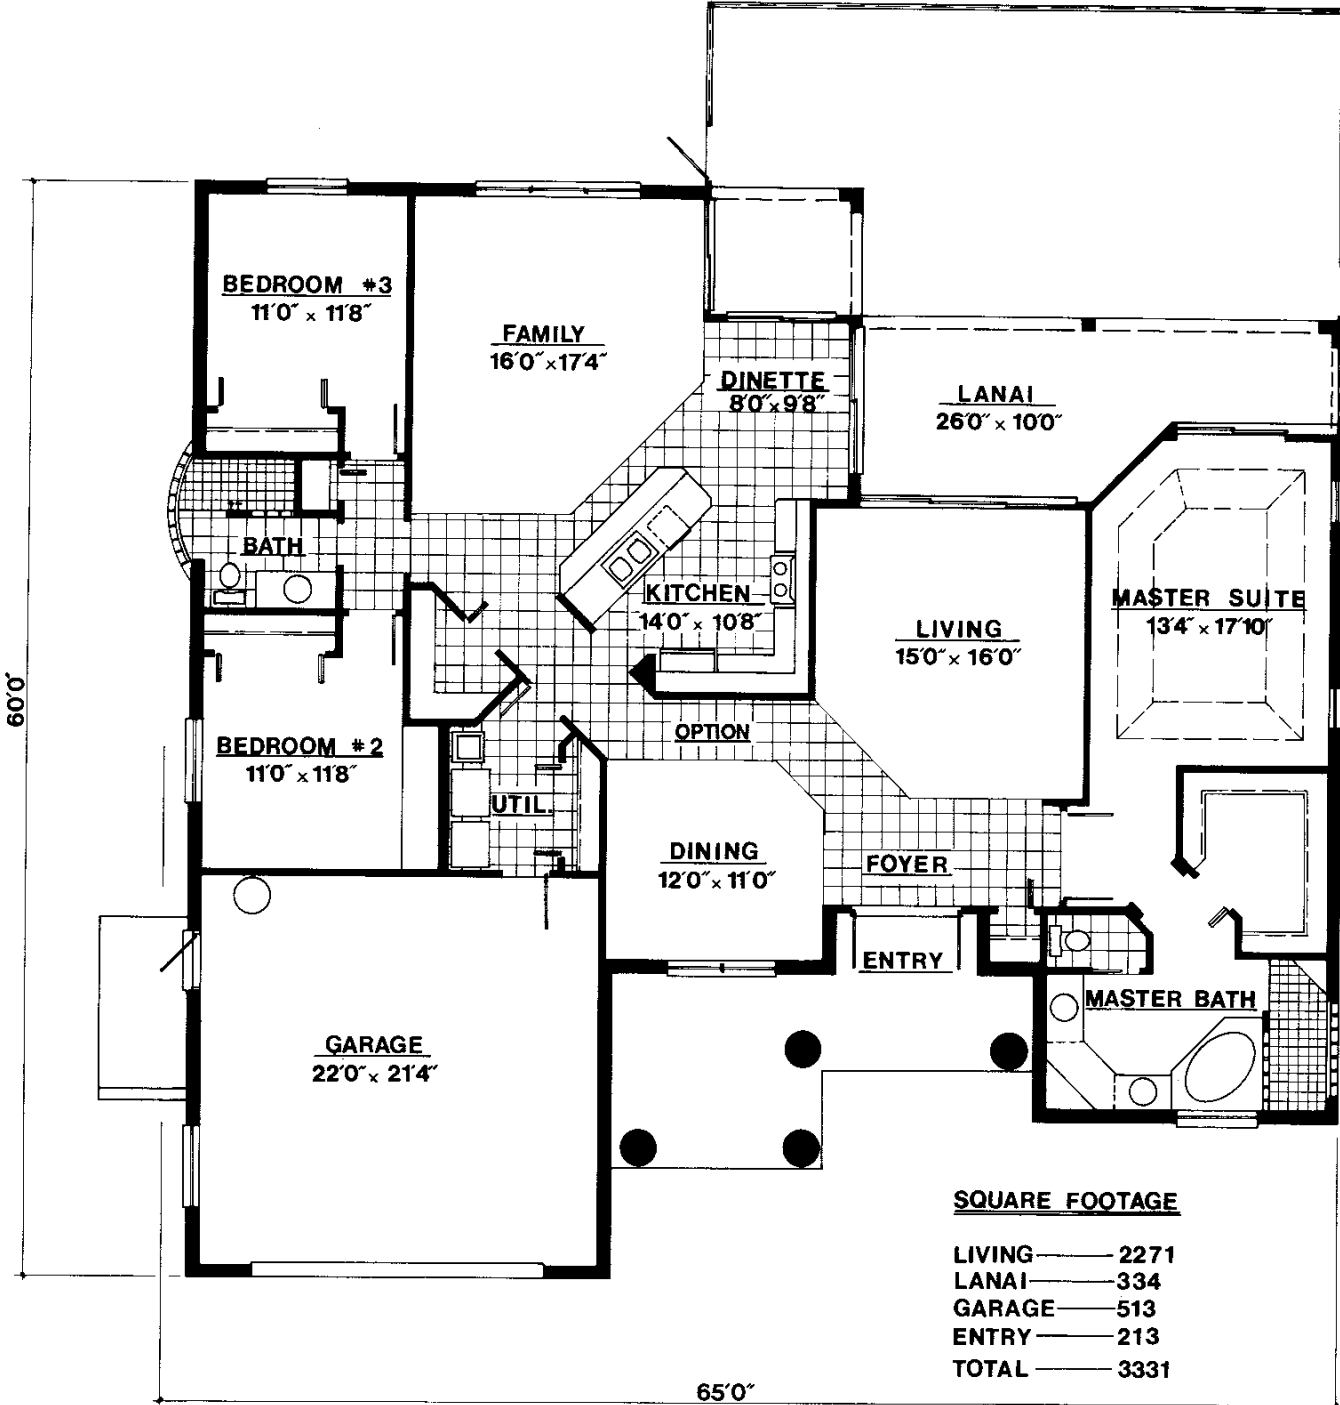 BEDROOM #3
11'0" x 11'8"
FAMILY
16'0" x 17'4"
DINETTE
8'0" x 9'8"
LANAI
26'0" x 10'0"
BATH
KITCHEN
14'0" x 10'8"
LIVING
15'0" x 16'0"
MASTER SUITE
13'4" x 17'10"
60'0"
BEDROOM #2
11'0" x 11'8"
OPTION
UTIL.
DINING
12'0" x 11'0"
FOYER
ENTRY
MASTER BATH
GARAGE
22'0" x 21'4"
SQUARE FOOTAGE
LIVING——2271
LANAI——334
GARAGE——513
ENTRY——213
TOTAL——3331
65'0"